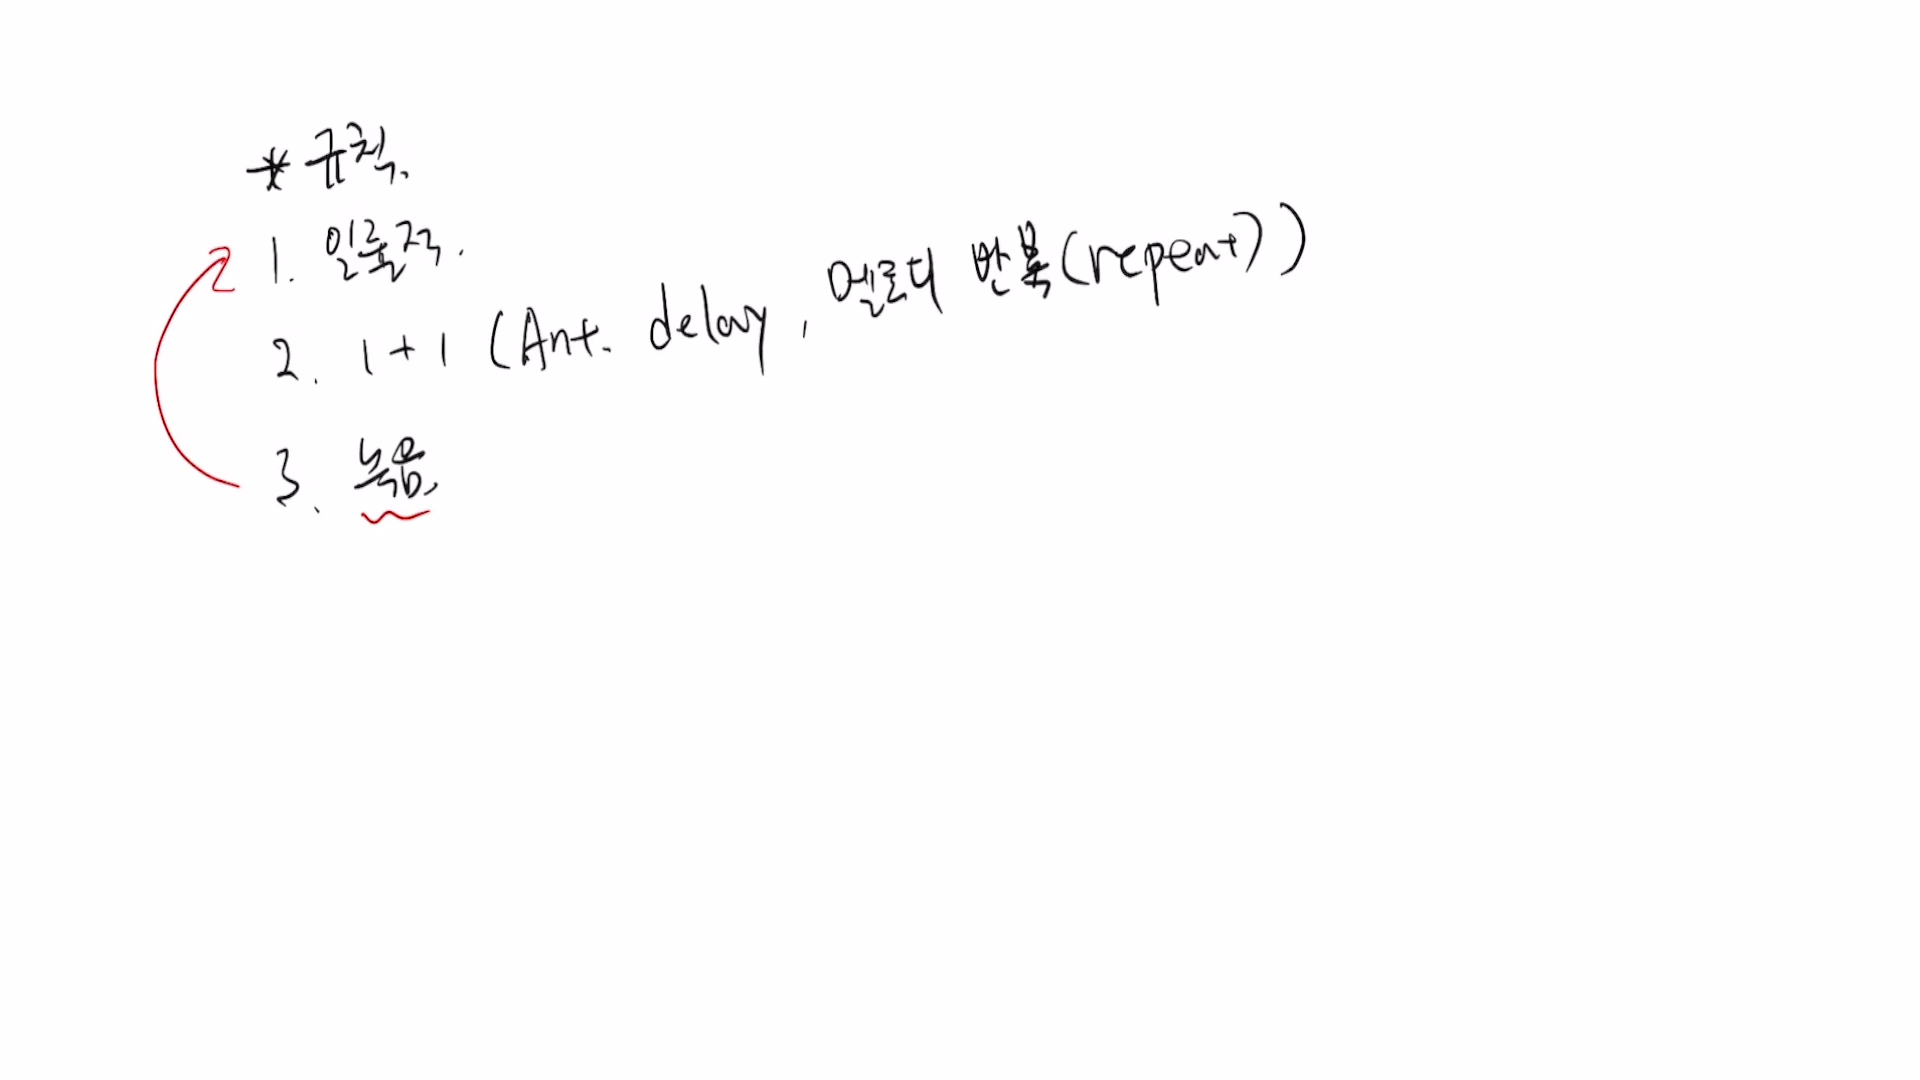 * 규칙.
1. 일률적.
2. 1+1 (Ant. delay, 멜로디 반복(repeat))
3. 녹음.